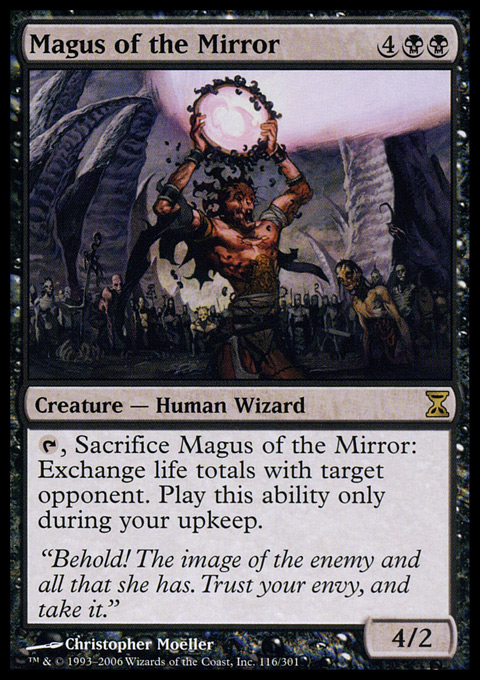 Magus of the Mirror 4
Creature — Human Wizard
, Sacrifice Magus of the Mirror:
Exchange life totals with target
opponent. Play this ability only
during your upkeep.
“Behold! The image of the enemy and
all that she has. Trust your envy, and
take it.”
Christopher Moeller
™ & © 1993–2006 Wizards of the Coast, Inc. 116/301
4/2